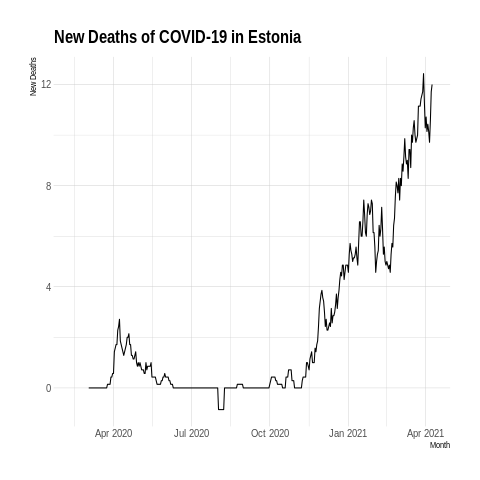 New Deaths of COVID-19 in Estonia
New Deaths
12
8
4
0
Apr 2020 Jul 2020 Oct 2020 Jan 2021 Apr 2021
Month